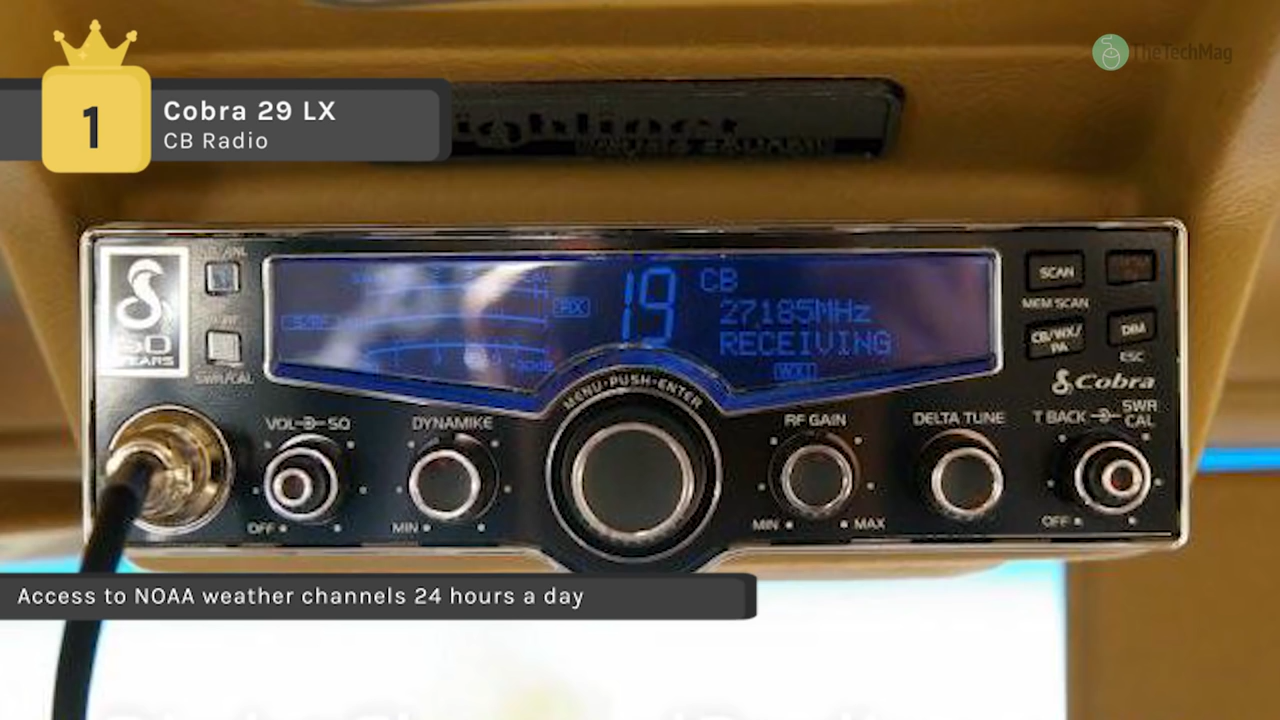 1
Cobra 29 LX
CB Radio
TheTechMag
50
YEARS
SWR/CAL
RX
19
CB
27.185MHz
RECEIVING
VOL
SCAN
MEM SCAN
CB/WX/
PA
DIM
ESC
Cobra
MENU-PUSH-ENTER
VOL SQ
OFF
DYNAMIKE
MIN
RF GAIN
MIN MAX
DELTA TUNE
T BACK SWR
CAL
OFF
Access to NOAA weather channels 24 hours a day